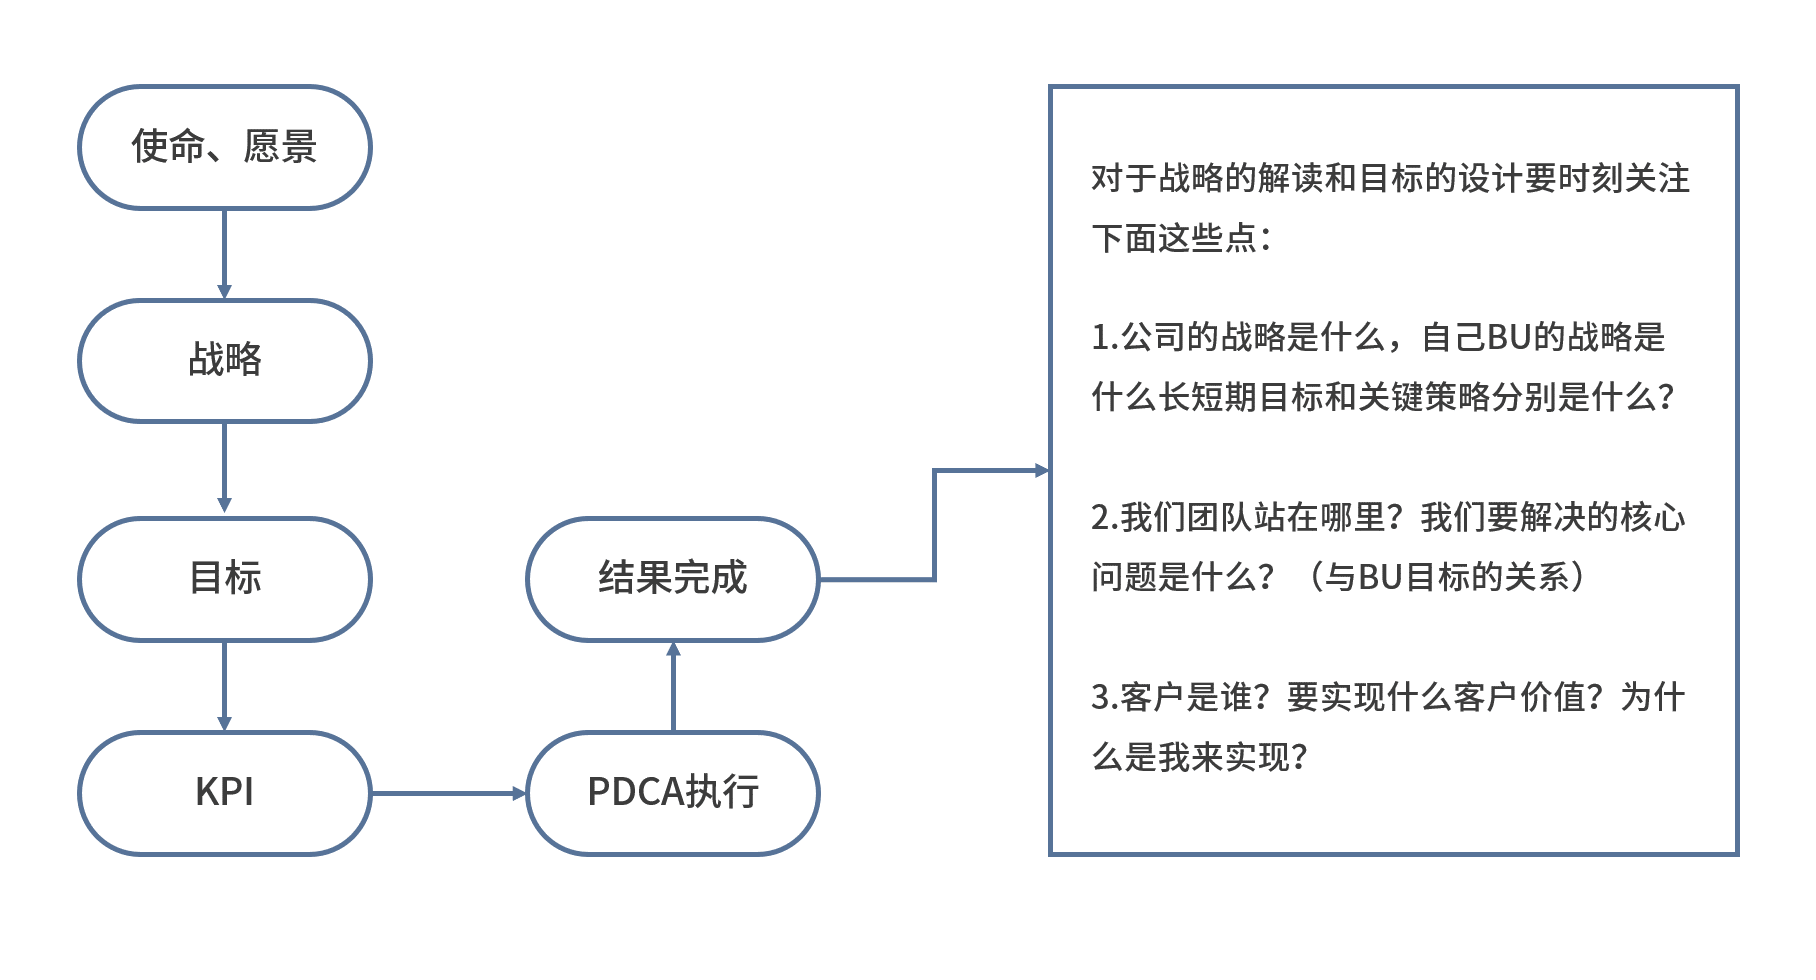 使命、愿景
战略
目标
KPI
PDCA执行
结果完成
对于战略的解读和目标的设计要时刻关注
下面这些点：
1.公司的战略是什么，自己BU的战略是
什么长短期目标和关键策略分别是什么？
2.我们团队站在哪里？我们要解决的核心
问题是什么？（与BU目标的关系）
3.客户是谁？要实现什么客户价值？为什
么是我来实现？